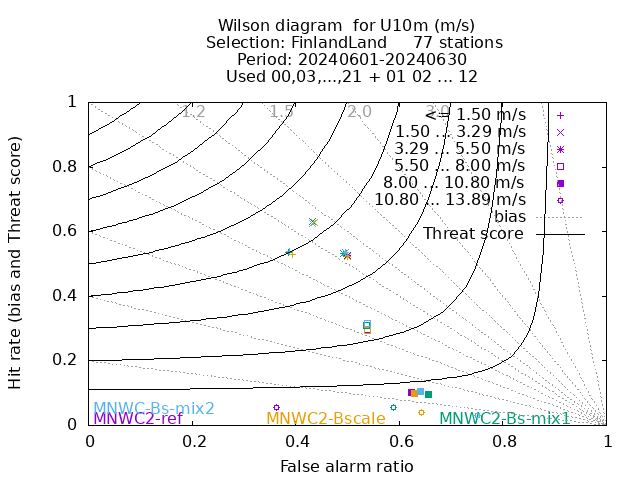 Wilson diagram  for U10m (m/s)
Selection: FinlandLand     77 stations
Period: 20240601-20240630
Used 00,03,...,21 + 01 02 ... 12
1.2 1.5 2.0 3.0
<= 1.50 m/s
1.50 ... 3.29 m/s
3.29 ... 5.50 m/s
5.50 ... 8.00 m/s
8.00 ... 10.80 m/s
10.80 ... 13.89 m/s
bias
Threat score
1
0.8
0.6
0.4
0.2
0
Hit rate (bias and Threat score)
MNWC-Bs-mix2
MNWC2-ref MNWC2-Bscale MNWC2-Bs-mix1
0 0.2 0.4 0.6 0.8 1
False alarm ratio